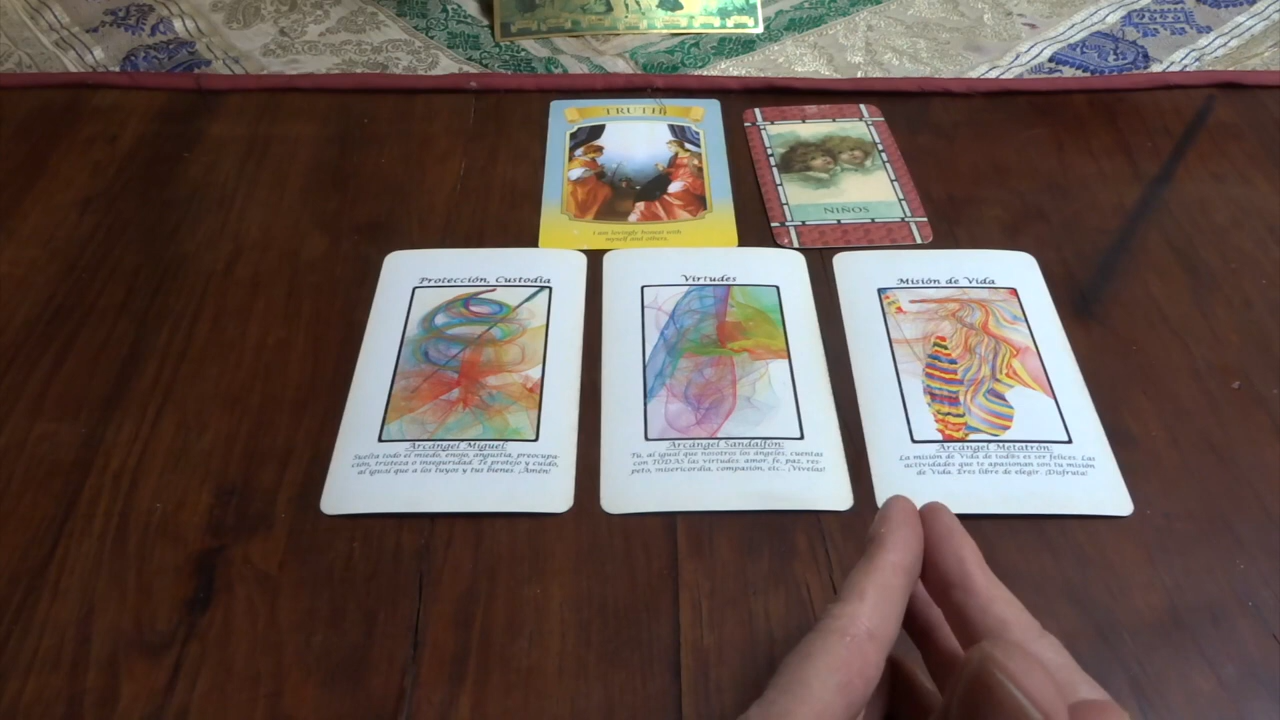 TRUTH
I am lovingly honest with
myself and others.
NIÑOS
Protección, Custodia
Arcángel Miguel:
Suelta todo el miedo, enojo, angustia, preocupa-
ción, tristeza o inseguridad. Te protejo y cuido,
al igual que a los tuyos y tus bienes. ¡Amén!
Virtudes
Arcángel Sandalfón:
Tú, al igual que nosotros los ángeles, cuentas
con TODAS las virtudes: amor, fe, paz, res-
peto, misericordia, compasión, etc.. ¡Vívelas!
Misión de Vida
Arcángel Metatrón:
La misión de Vida de todos es ser felices. Las
actividades que te apasionan son tu misión
de Vida. Eres libre de elegir. ¡Disfruta!